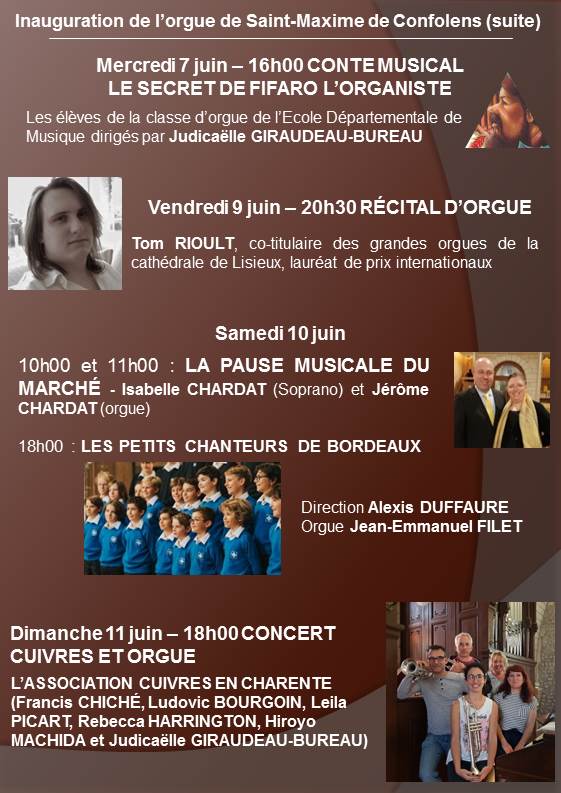 Inauguration de l'orgue de Saint-Maxime de Confolens (suite)
Mercredi 7 juin – 16h00 CONTE MUSICAL
LE SECRET DE FIFARO L'ORGANISTE
Les élèves de la classe d'orgue de l'Ecole Départementale de
Musique dirigés par Judicaëlle GIRAUDEAU-BUREAU
Vendredi 9 juin – 20h30 RÉCITAL D'ORGUE
Tom RIOULT, co-titulaire des grandes orgues de la
cathédrale de Lisieux, lauréat de prix internationaux
Samedi 10 juin
10h00 et 11h00 : LA PAUSE MUSICALE DU
MARCHÉ - Isabelle CHARDAT (Soprano) et Jérôme
CHARDAT (orgue)
18h00 : LES PETITS CHANTEURS DE BORDEAUX
Direction Alexis DUFFAURE
Orgue Jean-Emmanuel FILET
Dimanche 11 juin – 18h00 CONCERT
CUIVRES ET ORGUE
L'ASSOCIATION CUIVRES EN CHARENTE
(Francis CHICHÉ, Ludovic BOURGOIN, Leila
PICART, Rebecca HARRINGTON, Hiroyo
MACHIDA et Judicaëlle GIRAUDEAU-BUREAU)